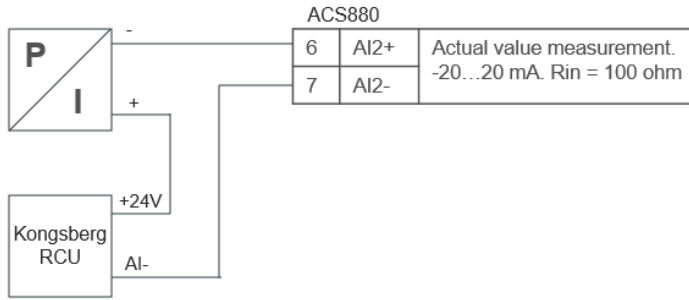 ACS880
P
-
6 AI2+ Actual value measurement.
7 AI2- -20...20 mA. Rin = 100 ohm
I
+
+24V
Kongsberg
RCU
AI-